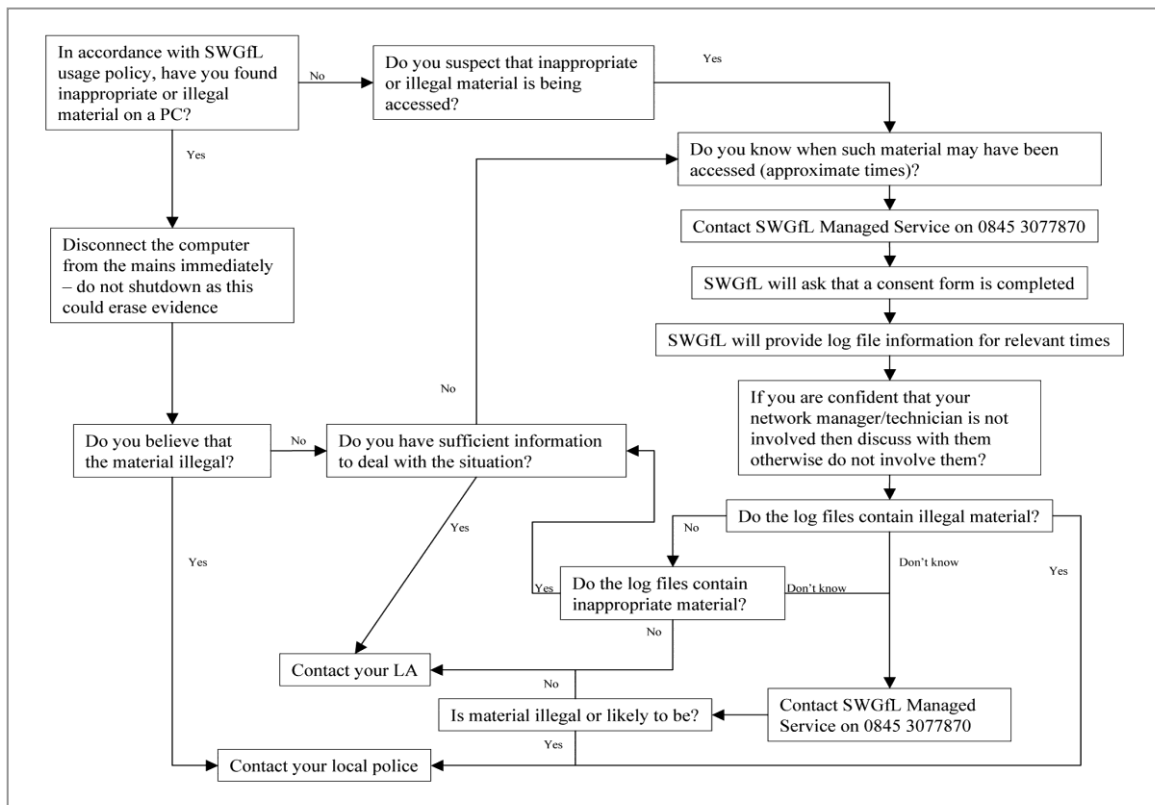 In accordance with SWGfL
usage policy, have you found
inappropriate or illegal
material on a PC?
No
Do you suspect that inappropriate
or illegal material is being
accessed?
Yes
Yes
Do you know when such material may have been
accessed (approximate times)?
Contact SWGfL Managed Service on 0845 3077870
Disconnect the computer
from the mains immediately
– do not shutdown as this
could erase evidence
SWGfL will ask that a consent form is completed
SWGfL will provide log file information for relevant times
No
If you are confident that your
network manager/technician is not
involved then discuss with them
otherwise do not involve them?
Do you believe that
the material illegal?
No
Do you have sufficient information
to deal with the situation?
Do the log files contain illegal material?
Yes
No
Yes
Don't know
Yes
Do the log files contain
inappropriate material?
Yes
Don't know
No
Contact your LA
No
Is material illegal or likely to be?
Contact SWGfL Managed
Service on 0845 3077870
Yes
Contact your local police